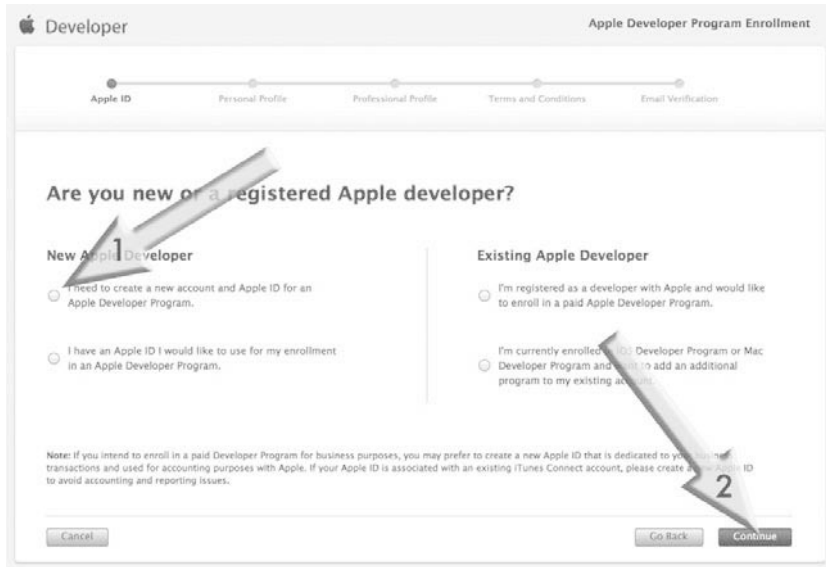 Developer
Apple Developer Program Enrollment
Apple ID
Personal Profile
Professional Profile
Terms and Conditions
Email Verification
Are you new or a registered Apple developer?
New Apple Developer
1
I need to create a new account and Apple ID for an
Apple Developer Program.
I have an Apple ID I would like to use for my enrollment
in an Apple Developer Program.
Existing Apple Developer
I'm registered as a developer with Apple and would like
to enroll in a paid Apple Developer Program.
I'm currently enrolled in iOS Developer Program or Mac
Developer Program and want to add an additional
program to my existing account.
Note: If you intend to enroll in a paid Developer Program for business purposes, you may prefer to create a new Apple ID that is dedicated to your business
transactions and used for accounting purposes with Apple. If your Apple ID is associated with an existing iTunes Connect account, please create a new Apple ID
to avoid accounting and reporting issues.
2
Cancel
Go Back
Continue